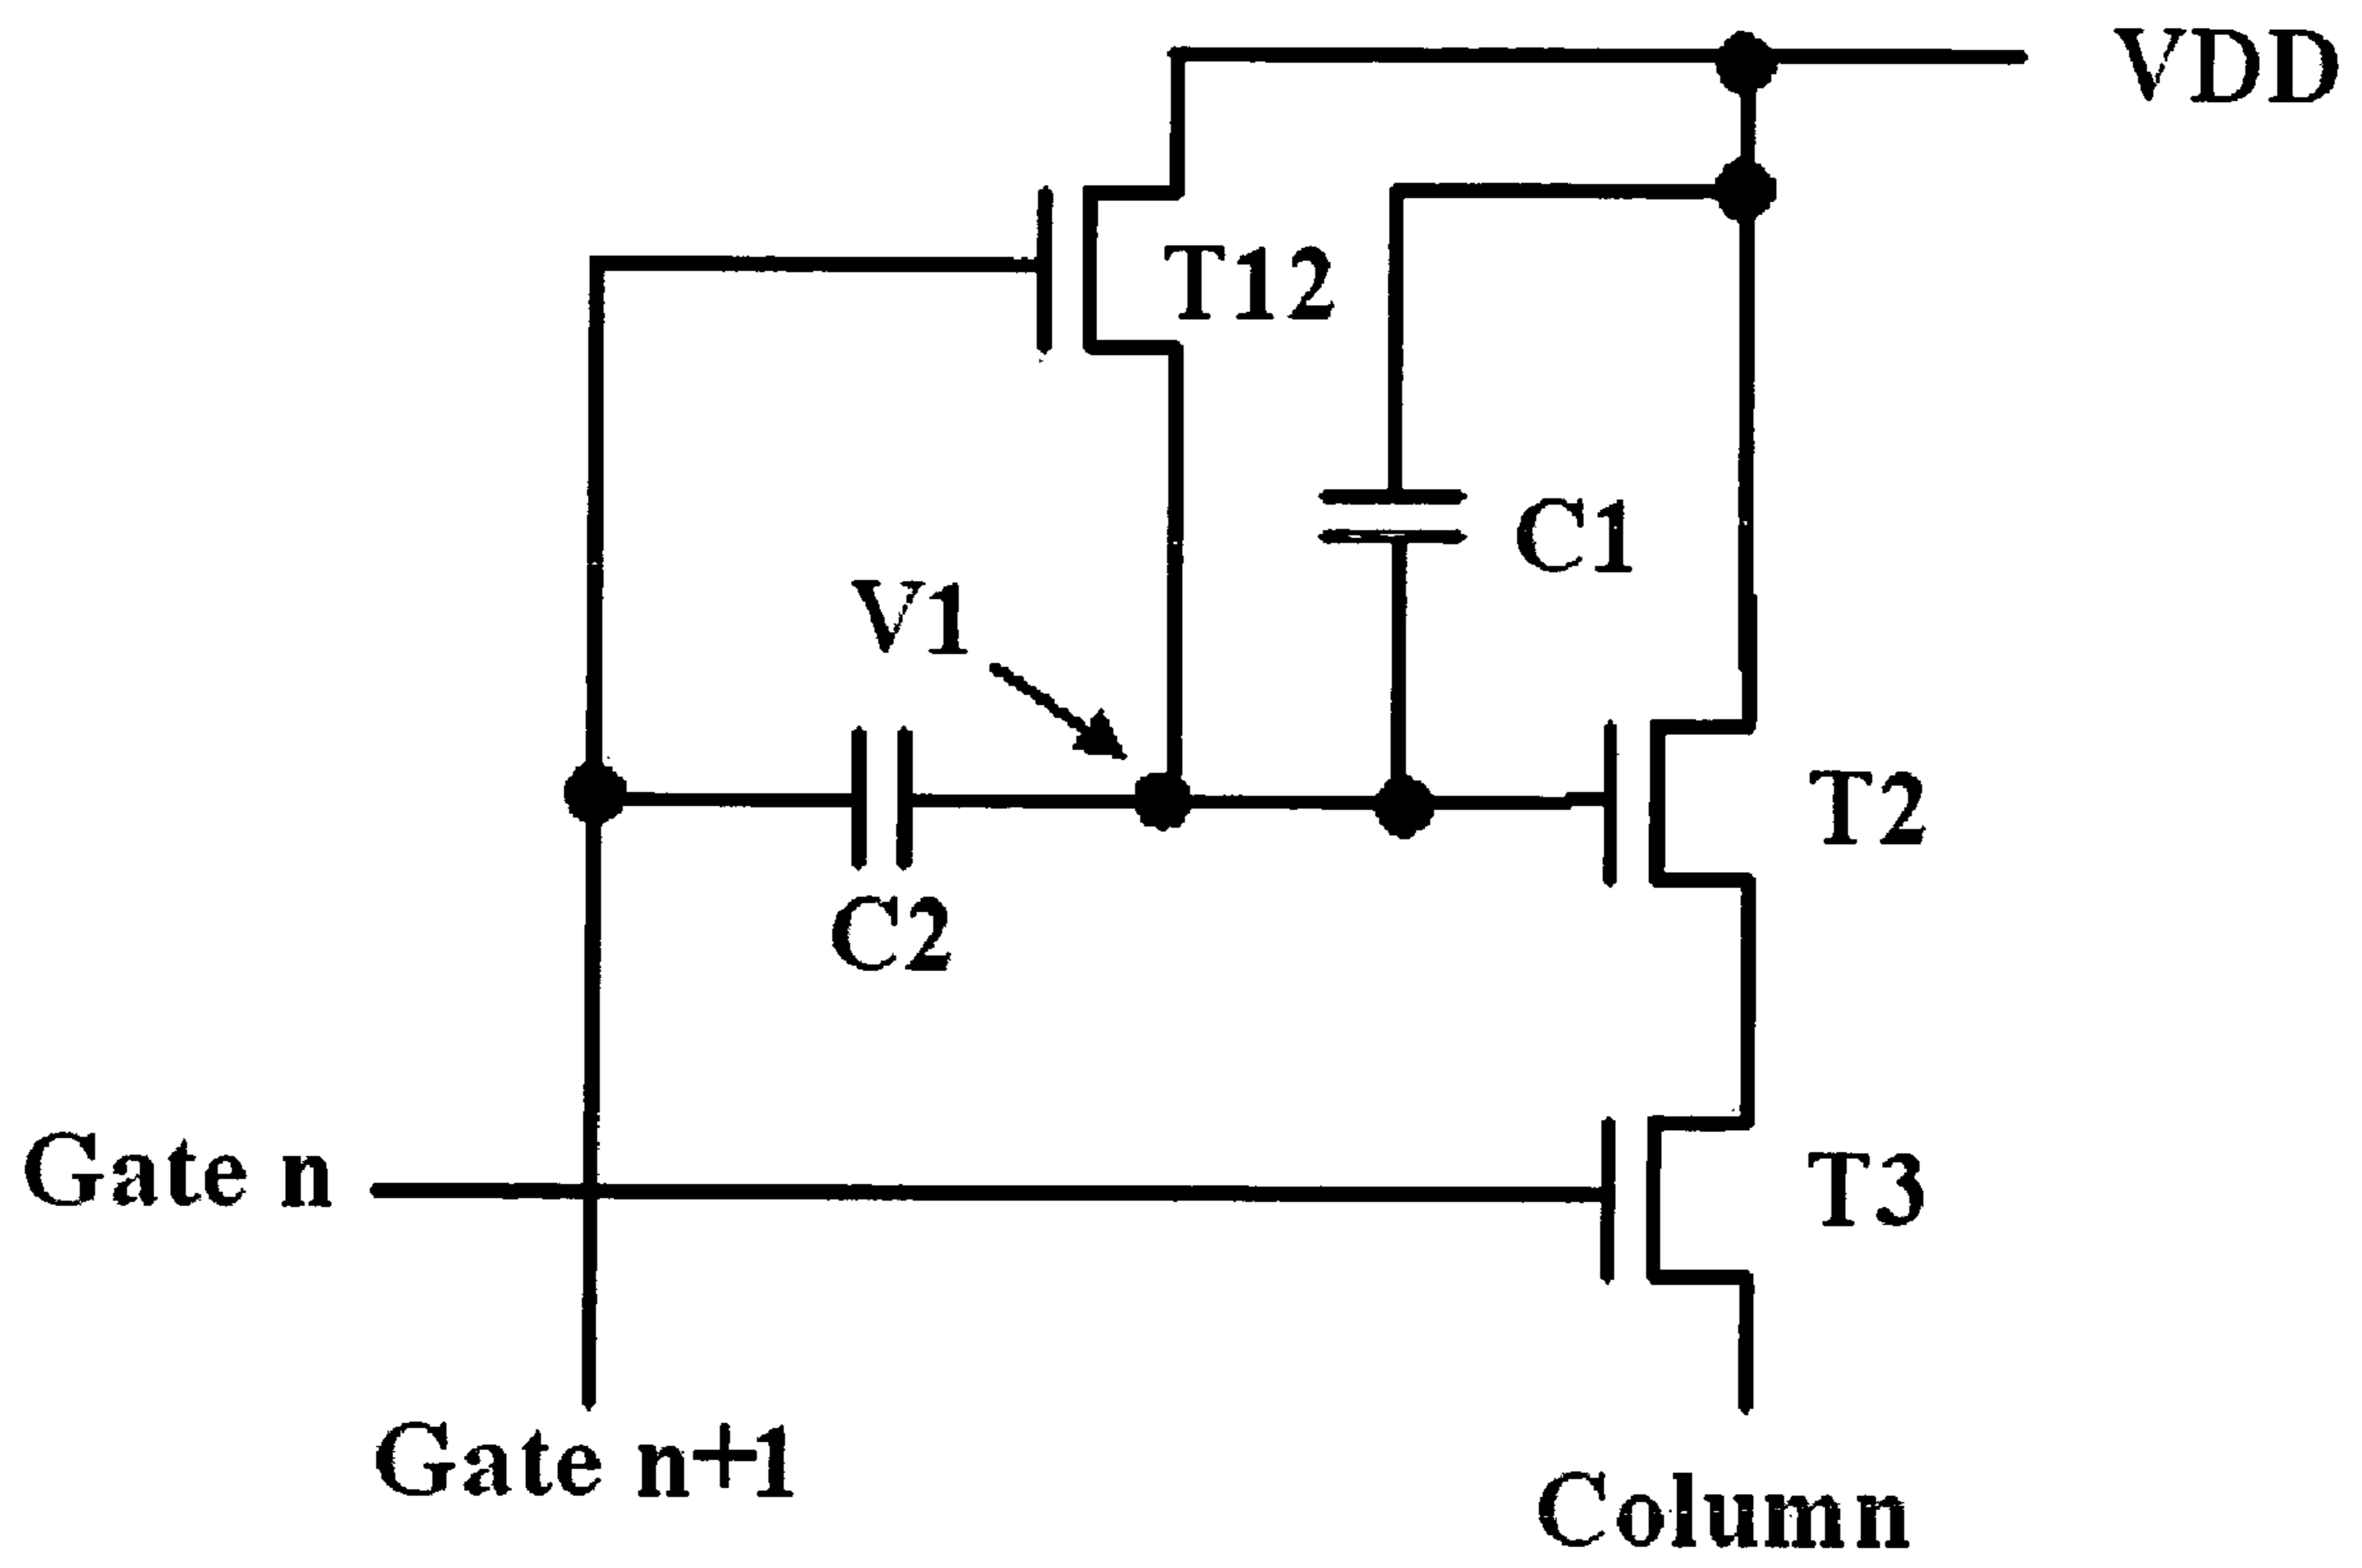 VDD
T12
C1
V1
T2
C2
Gate n
T3
Gate n+1
Column